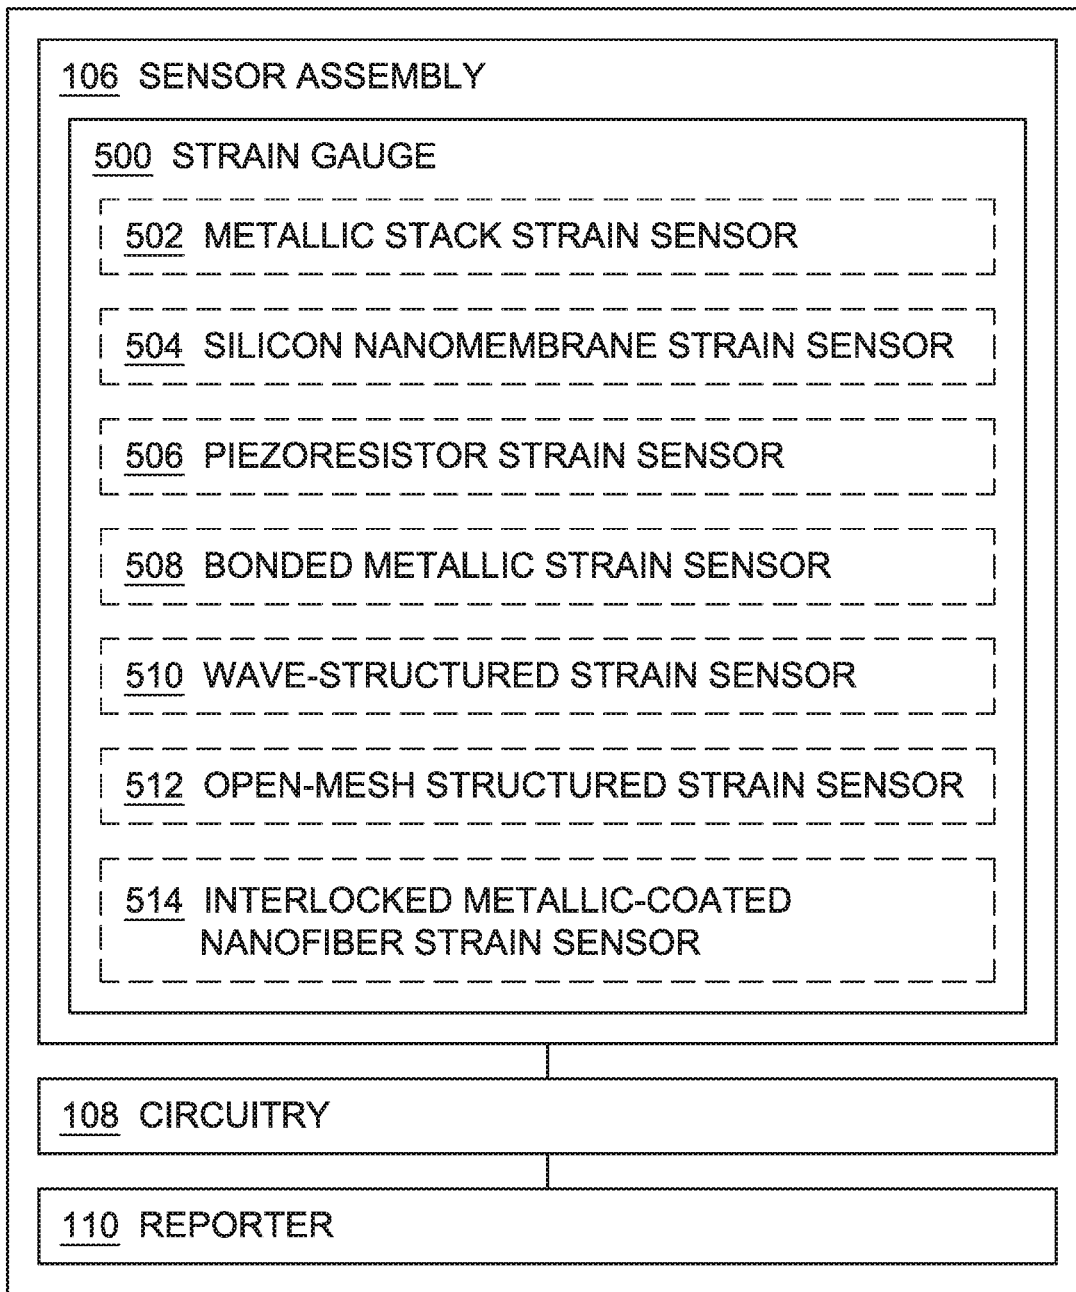 106 SENSOR ASSEMBLY
500 STRAIN GAUGE
502 METALLIC STACK STRAIN SENSOR
504 SILICON NANOMEMBRANE STRAIN SENSOR
506 PIEZORESISTOR STRAIN SENSOR
508 BONDED METALLIC STRAIN SENSOR
510 WAVE-STRUCTURED STRAIN SENSOR
512 OPEN-MESH STRUCTURED STRAIN SENSOR
514 INTERLOCKED METALLIC-COATED
NANOFIBER STRAIN SENSOR
108 CIRCUITRY
110 REPORTER